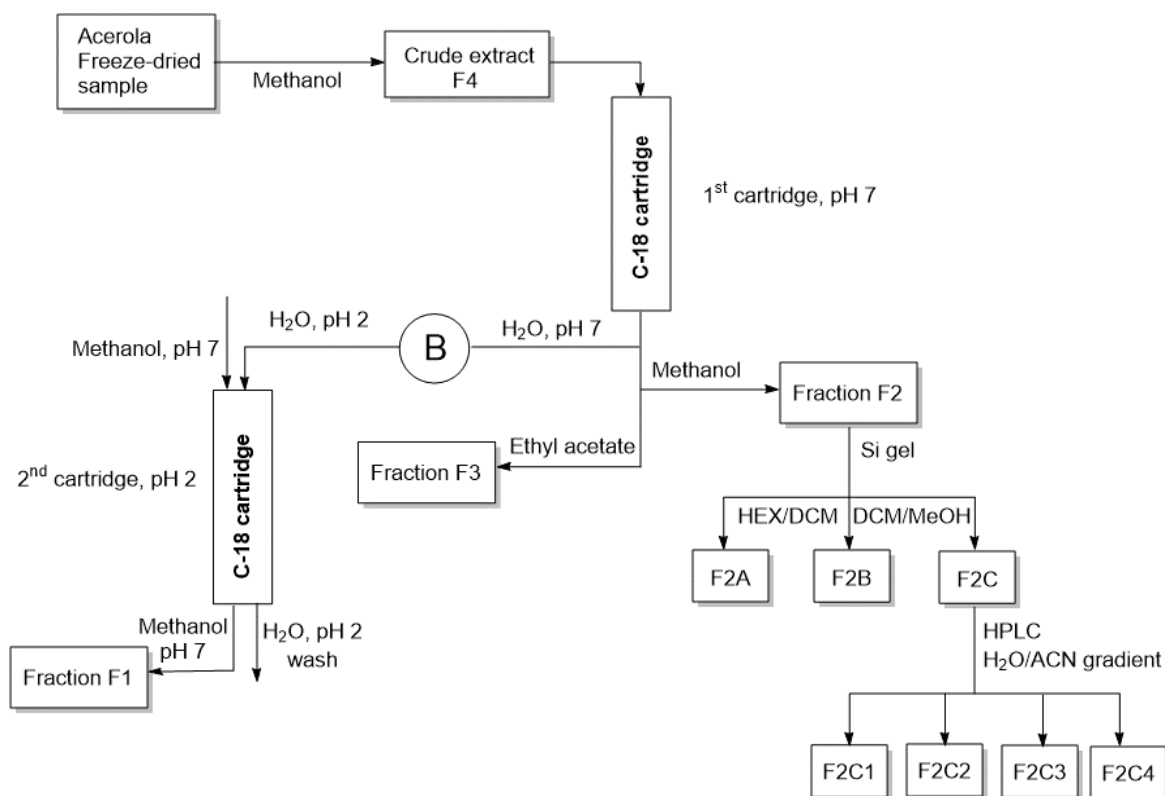 Acerola
Freeze-dried
sample
Methanol
Crude extract
F4
C-18 cartridge
1st cartridge, pH 7
H2O, pH 2
B
H2O, pH 7
Methanol, pH 7
Methanol
Fraction F2
Ethyl acetate
Fraction F3
Si gel
2nd cartridge, pH 2
C-18 cartridge
HEX/DCM
DCM/MeOH
F2A
F2B
F2C
Methanol
pH 7
H2O, pH 2
wash
Fraction F1
HPLC
H2O/ACN gradient
F2C1
F2C2
F2C3
F2C4